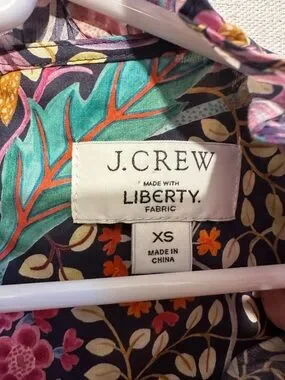 J.CREW
MADE WITH
LIBERTY.
FABRIC
XS
MADE IN
CHINA